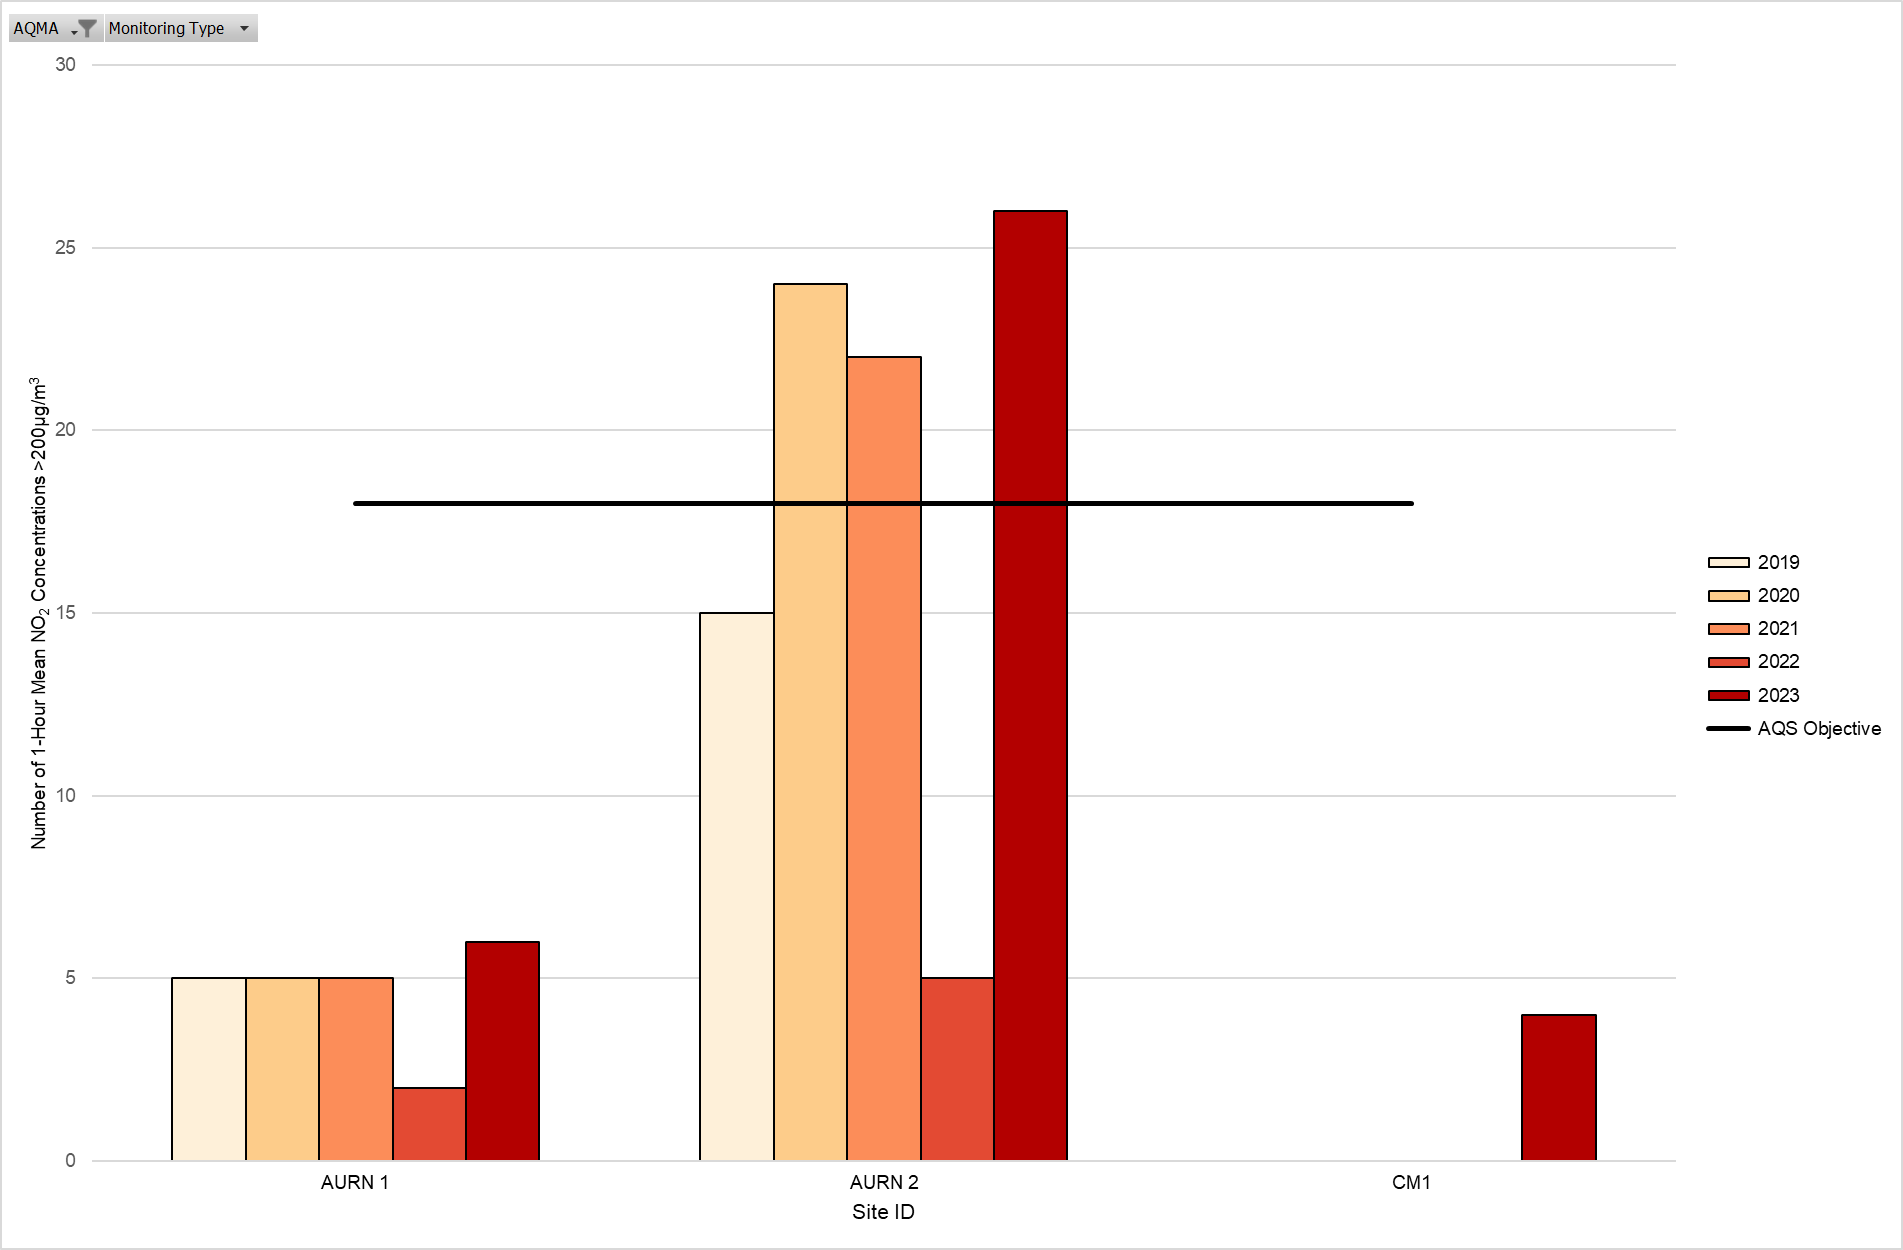 AQMA
Monitoring Type
30
25
20
15
10
5
0
Number of 1-Hour Mean NO₂ Concentrations >200µg/m³
AURN 1
AURN 2
CM1
Site ID
2019
2020
2021
2022
2023
AQS Objective